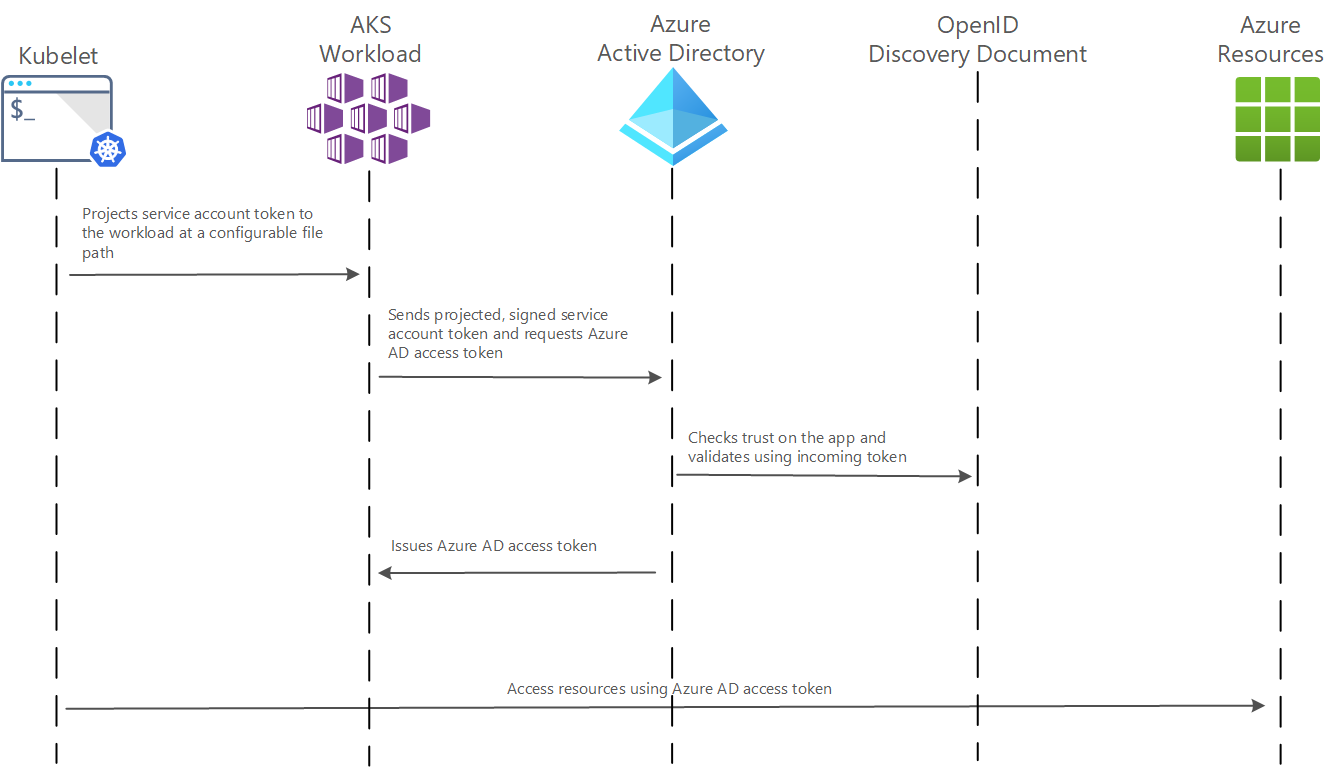 Kubelet
AKS
Workload
Azure
Active Directory
OpenID
Discovery Document
Azure
Resources
$_
Projects service account token to
the workload at a configurable file
path
Sends projected, signed service
account token and requests Azure
AD access token
Checks trust on the app and
validates using incoming token
Issues Azure AD access token
Access resources using Azure AD access token